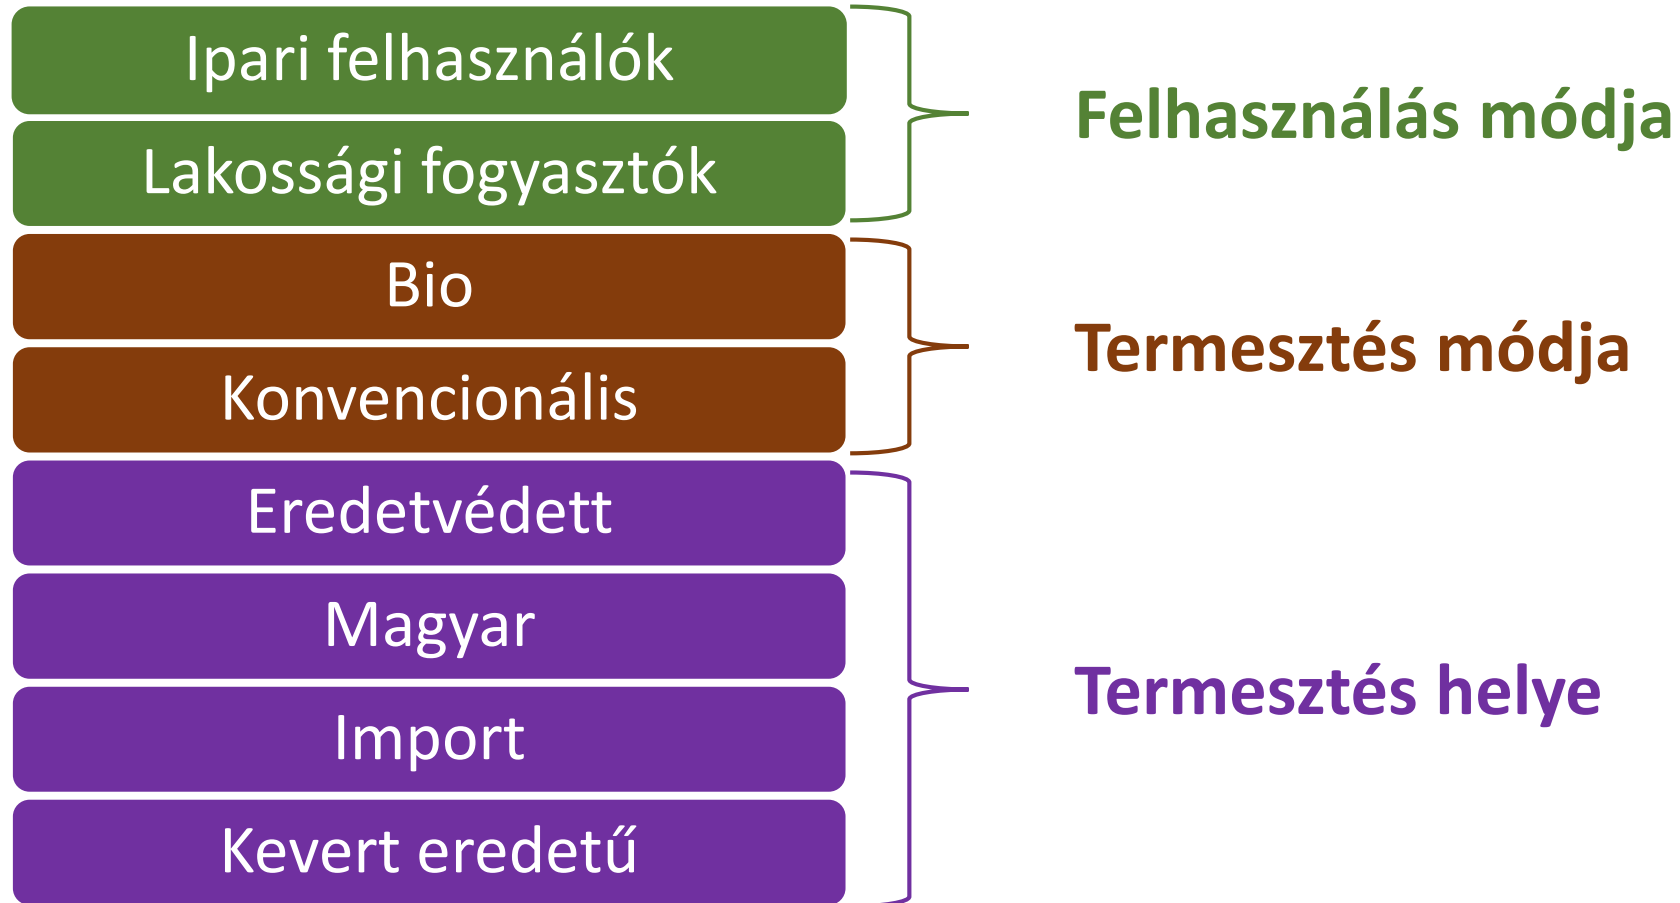 Ipari felhasználók
Lakossági fogyasztók
Felhasználás módja
Bio
Konvencionális
Termesztés módja
Eredetvédett
Magyar
Import
Kevert eredetű
Termesztés helye